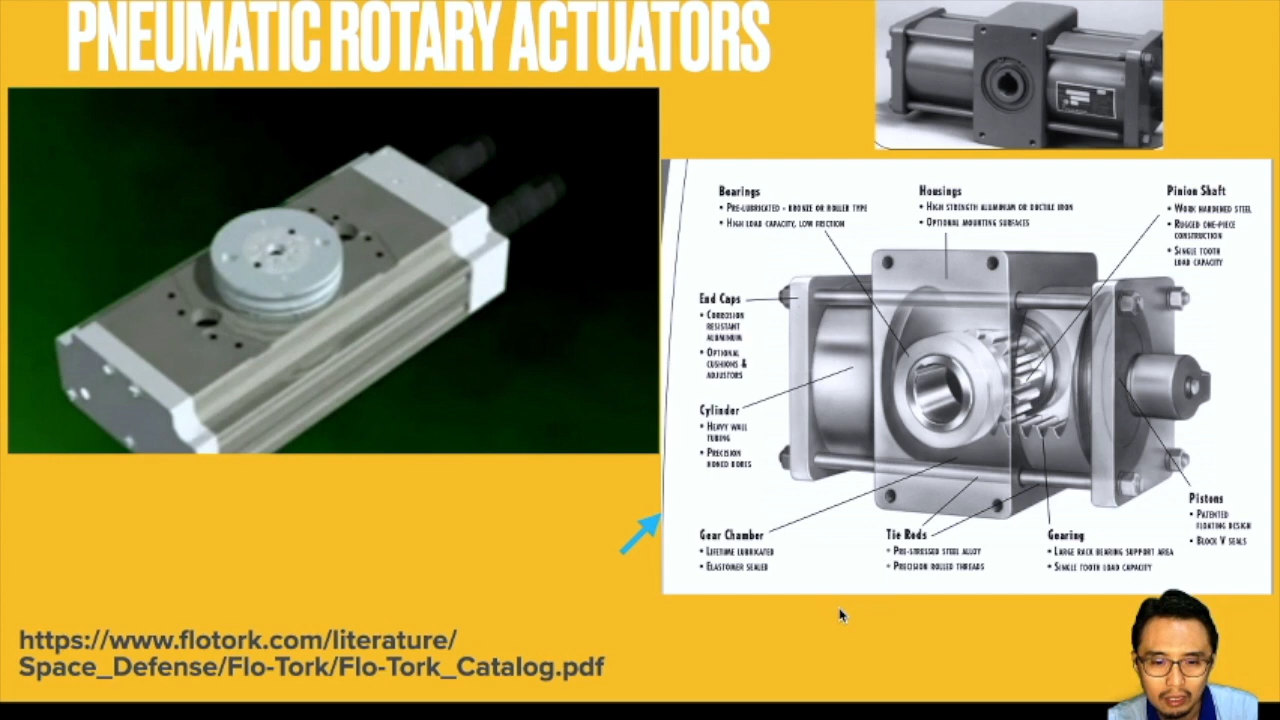 PNEUMATIC ROTARY ACTUATORS
Bearings
• PRE-LUBRICATED - BRONZE OR ROLLER TYPE
• HIGH LOAD CAPACITY, LOW FRICTION
Housings
• HIGH STRENGTH ALUMINUM OR DUCTILE IRON
• OPTIONAL MOUNTING SURFACES
Pinion Shaft
• WORK HARDENED STEEL
• RUGGED ONE-PIECE
CONSTRUCTION
• SINGLE TOOTH
LOAD CAPACITY
End Caps
• CORROSION
RESISTANT
ALUMINUM
• OPTIONAL
CUSHIONS &
ADJUSTORS
Cylinder
• HEAVY WALL
TUBING
• PRECISION
HONED BORES
Gear Chamber
• LIFETIME LUBRICATED
• ELASTOMER SEALED
Tie Rods
• PRE-STRESSED STEEL ALLOY
• PRECISION ROLLED THREADS
Gearing
• LARGE RACK BEARING SUPPORT AREA
• SINGLE TOOTH LOAD CAPACITY
Pistons
• PATENTED
FLOATING DESIGN
• BLOCK V SEALS
https://www.flotork.com/literature/
Space_Defense/Flo-Tork/Flo-Tork_Catalog.pdf